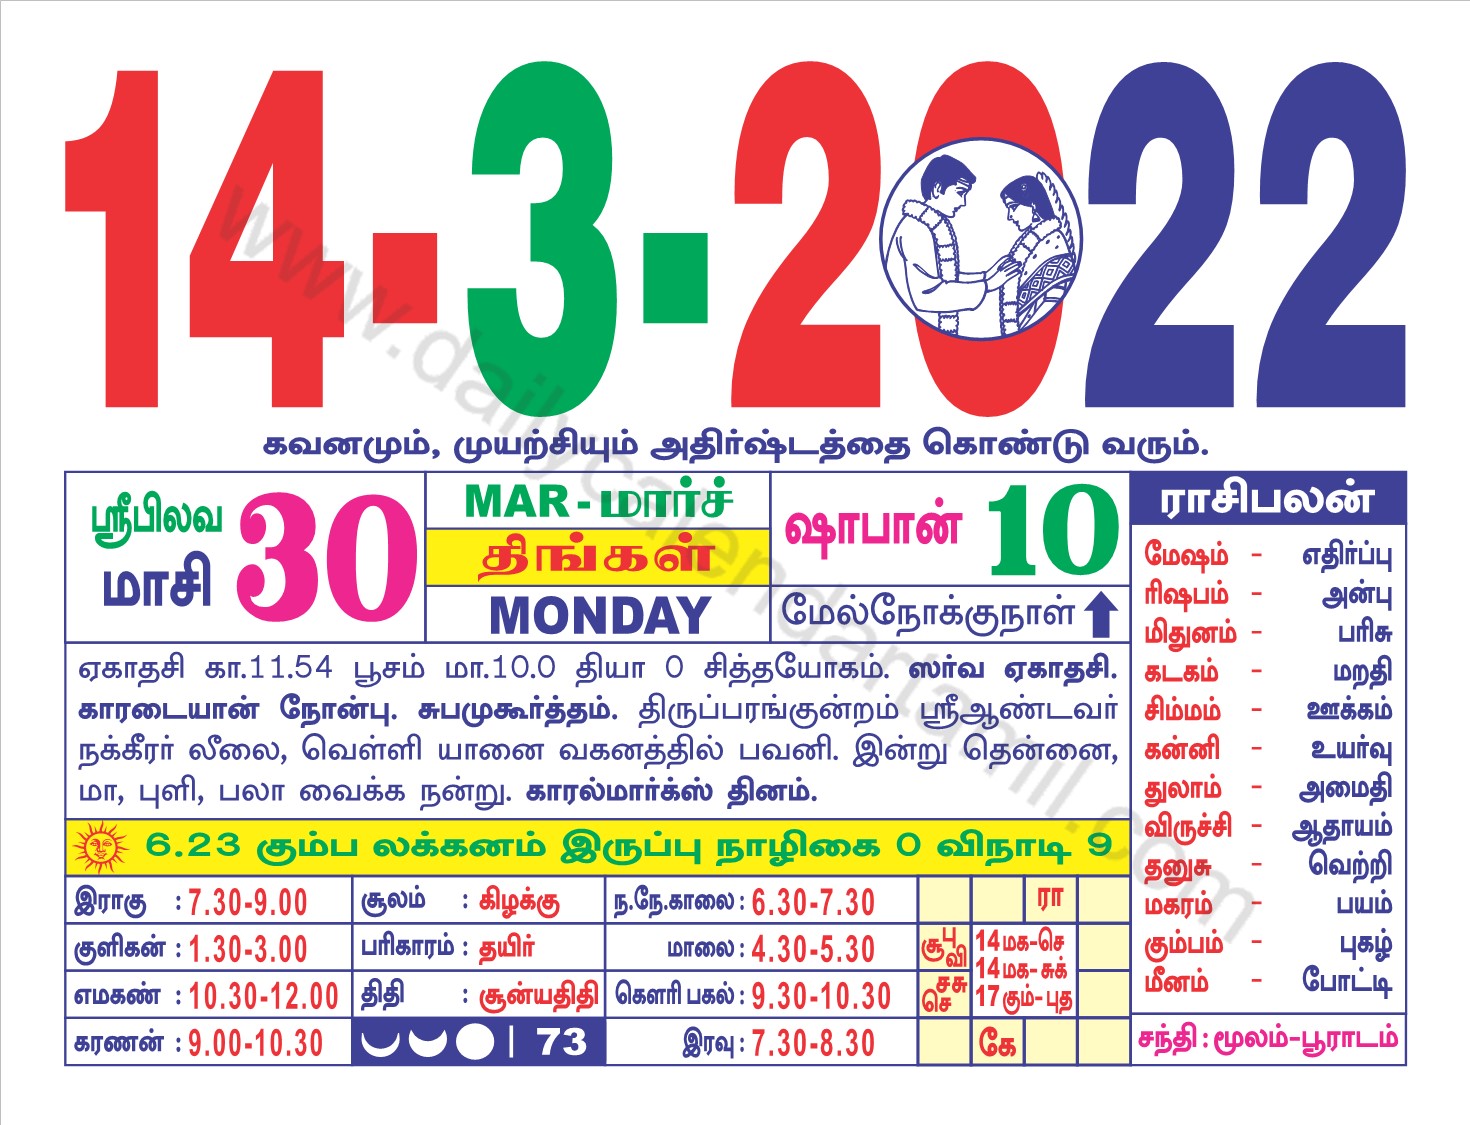 14-3-2022
கவனமும், முயற்சியும் அதிர்ஷ்டத்தை கொண்டு வரும்.
ஸ்ரீபிலவ
மாசி 30
MAR - மார்ச்
திங்கள்
MONDAY
ஷாபான் 10
மேல்நோக்குநாள்
ஏகாதசி கா.11.54 பூசம் மா.10.0 தியா 0 சித்தயோகம். ஸர்வ ஏகாதசி.
காரடையான் நோன்பு. சுபமுகூர்த்தம். திருப்பரங்குன்றம் ஸ்ரீஆண்டவர்
நக்கீரர் லீலை, வெள்ளி யானை வகனத்தில் பவனி. இன்று தென்னை,
மா, புளி, பலா வைக்க நன்று. காரல்மார்க்ஸ் தினம்.
6.23 கும்ப லக்கனம் இருப்பு நாழிகை 0 விநாடி 9
இராகு : 7.30-9.00
குளிகன் : 1.30-3.00
எமகண் : 10.30-12.00
கரணன் : 9.00-10.30
சூலம் : கிழக்கு
பரிகாரம் : தயிர்
திதி : சூன்யதிதி
73
ந.நே.காலை : 6.30-7.30
மாலை : 4.30-5.30
கௌரி பகல் : 9.30-10.30
இரவு : 7.30-8.30
ரா
சூ பு வி
ச சு செ
14 மக-செ
14 மக-சுக்
17 கும்-புத
கே
ராசிபலன்
மேஷம் - எதிர்ப்பு
ரிஷபம் - அன்பு
மிதுனம் - பரிசு
கடகம் - மறதி
சிம்மம் - ஊக்கம்
கன்னி - உயர்வு
துலாம் - அமைதி
விருச்சி - ஆதாயம்
தனுசு - வெற்றி
மகரம் - பயம்
கும்பம் - புகழ்
மீனம் - போட்டி
சந்தி : மூலம்-பூராடம்
www.dailycalendartamil.com